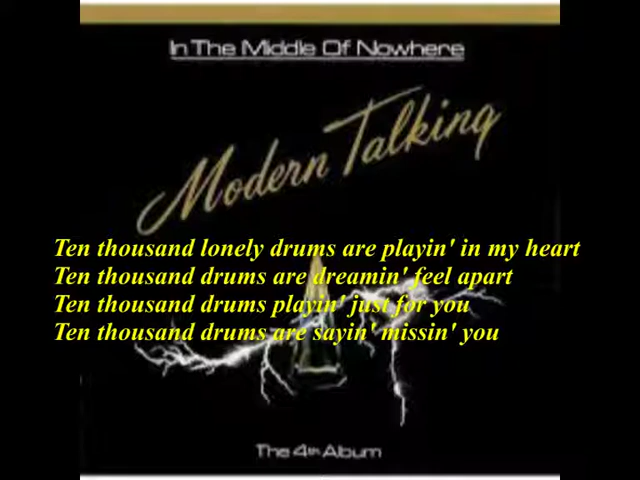 In The Middle Of Nowhere
Modern Talking
Ten thousand lonely drums are playin' in my heart
Ten thousand drums are dreamin' feel apart
Ten thousand drums playin' just for you
Ten thousand drums are sayin' missin' you
The 4th Album